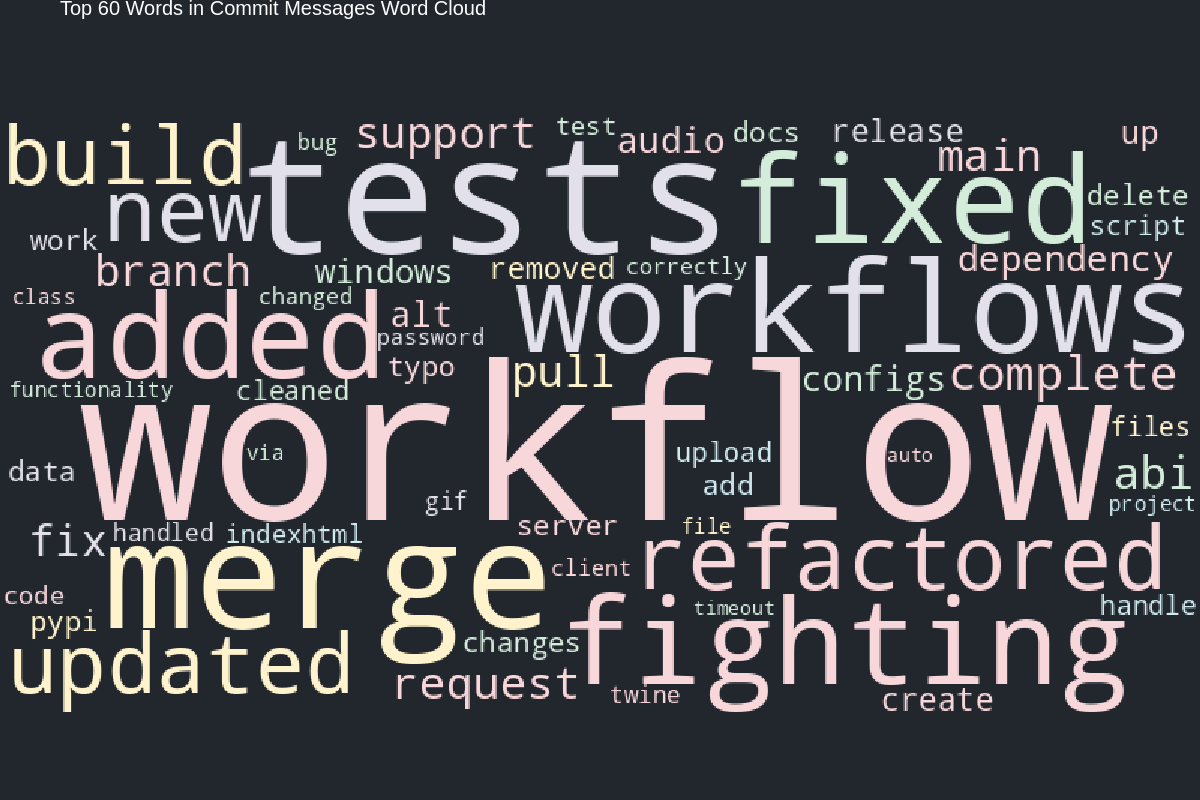 Top 60 Words in Commit Messages Word Cloud
build
bug
support
test
audio
docs
release
main
up
tests
fixed
new
work
delete
script
branch
windows
removed
correctly
dependency
workflows
class
changed
added
alt
password
typo
pull
configs
complete
functionality
cleaned
workflow
via
upload
auto
files
data
add
abi
gif
project
fix
handled
indexhtml
server
file
merge
client
refactored
code
pypi
timeout
handle
fighting
updated
changes
request
twine
create